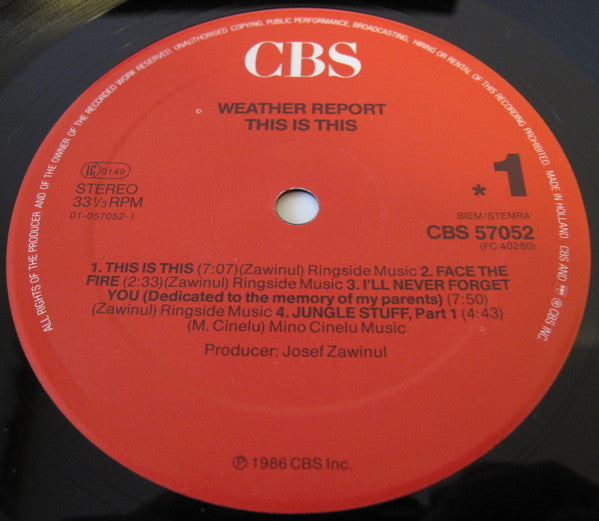 ALL RIGHTS OF THE PRODUCER AND OF THE OWNER OF THE RECORDED WORK RESERVED. UNAUTHORISED COPYING, PUBLIC PERFORMANCE, BROADCASTING, HIRING OR RENTAL OF THIS RECORDING PROHIBITED. MADE IN HOLLAND. CBS AND ℗ CBS INC.
CBS
WEATHER REPORT
THIS IS THIS
LC 0149
STEREO
33⅓ RPM
01-057052-1
* 1
BIEM/STEMRA
CBS 57052
(FC 40280)
1. THIS IS THIS (7:07)(Zawinul) Ringside Music 2. FACE THE
FIRE (2:33)(Zawinul) Ringside Music 3. I'LL NEVER FORGET
YOU (Dedicated to the memory of my parents) (7:50)
(Zawinul) Ringside Music 4. JUNGLE STUFF, Part 1 (4:43)
(M. Cinelu) Mino Cinelu Music
Producer: Josef Zawinul
℗ 1986 CBS Inc.